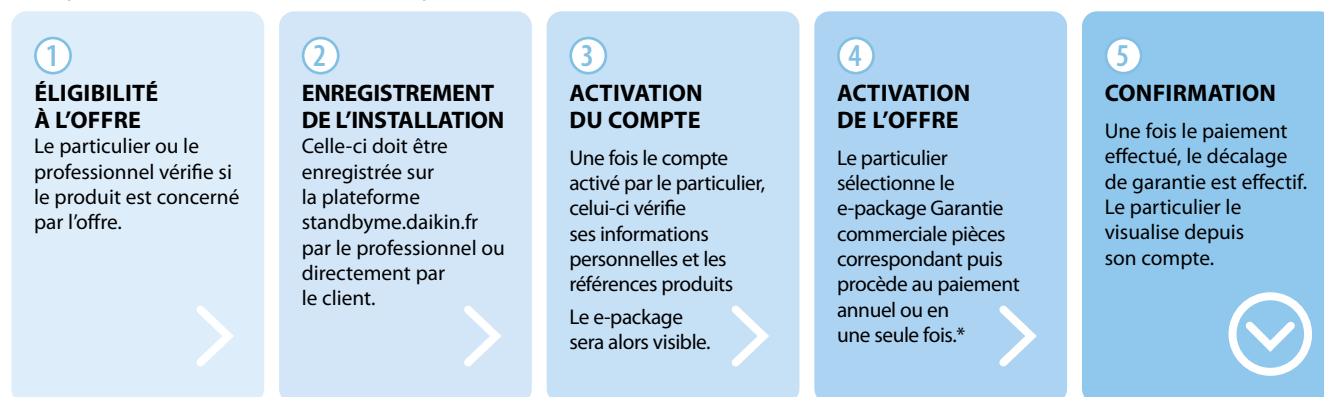 1
ÉLIGIBILITÉ
À L’OFFRE
Le particulier ou le
professionnel vérifie si
le produit est concerné
par l’offre.
2
ENREGISTREMENT
DE L’INSTALLATION
Celle-ci doit être
enregistrée sur
la plateforme
standbyme.daikin.fr
par le professionnel ou
directement par
le client.
3
ACTIVATION
DU COMPTE
Une fois le compte
activé par le particulier,
celui-ci vérifie
ses informations
personnelles et les
références produits
Le e-package
sera alors visible.
4
ACTIVATION
DE L’OFFRE
Le particulier
sélectionne le
e-package Garantie
commerciale pièces
correspondant puis
procède au paiement
annuel ou en
une seule fois.*
5
CONFIRMATION
Une fois le paiement
effectué, le décalage
de garantie est effectif.
Le particulier le
visualise depuis
son compte.